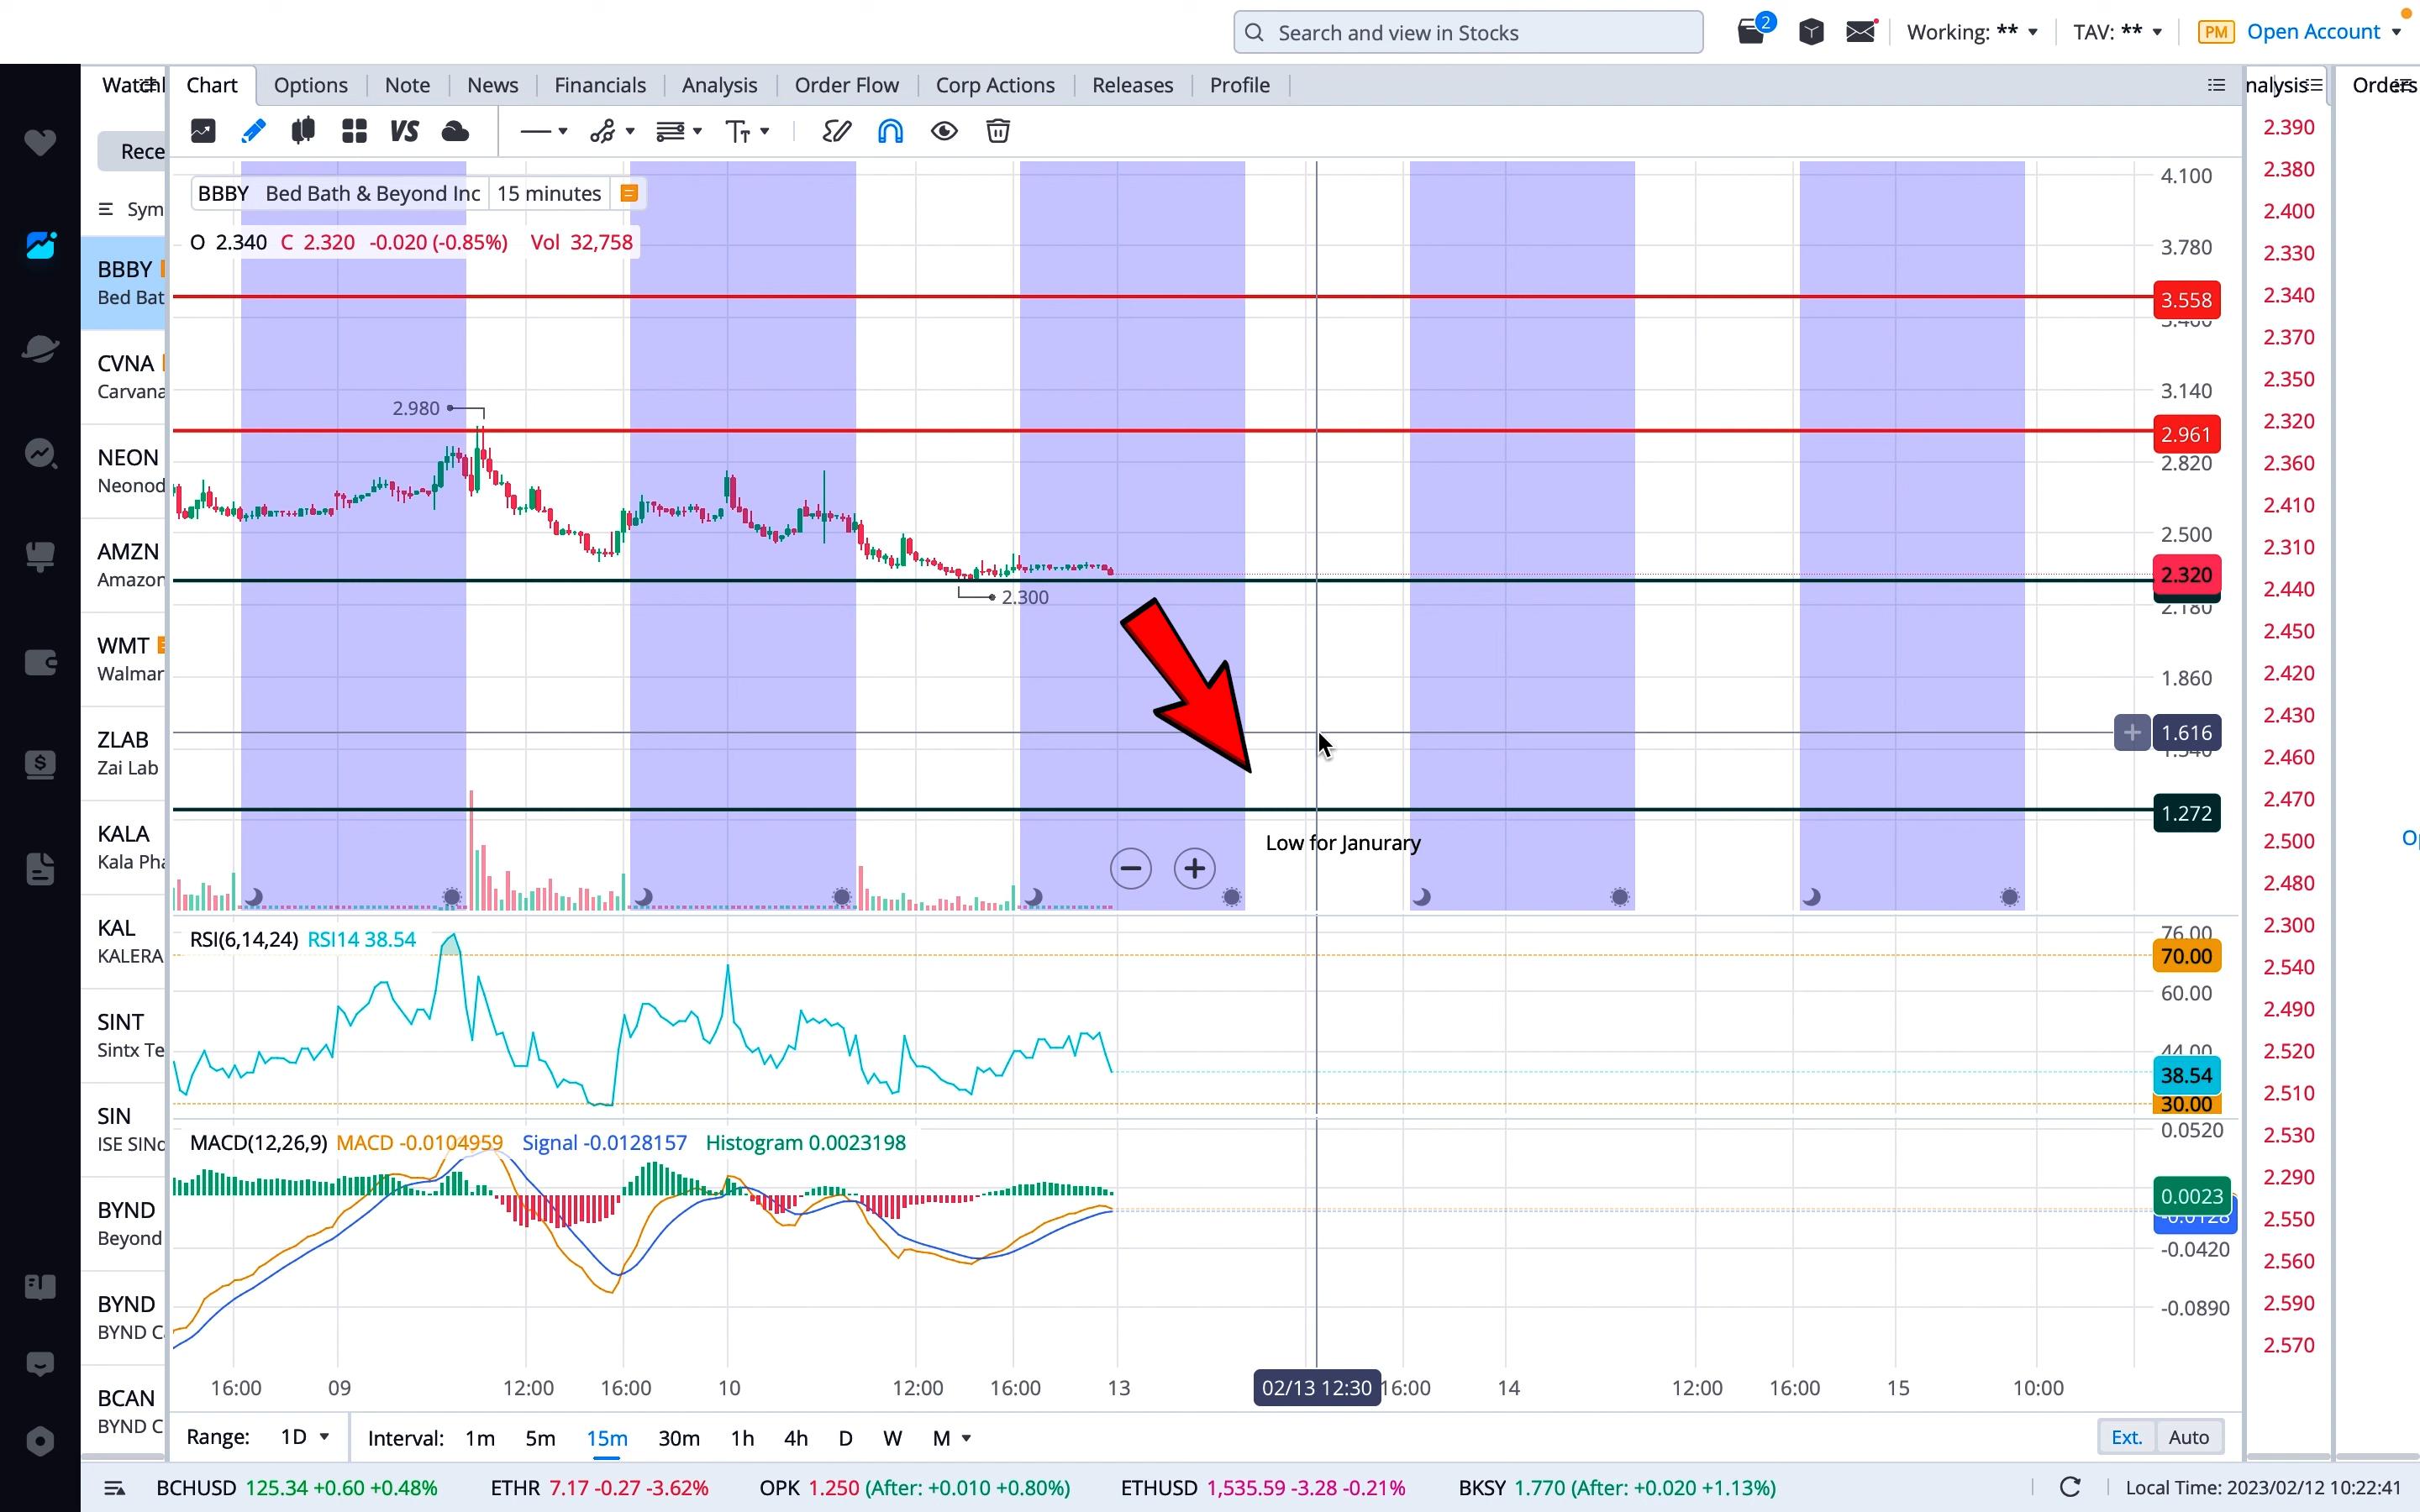 Search and view in Stocks
2
Working: **
TAV: **
PM
Open Account
Chart
Options
Note
News
Financials
Analysis
Order Flow
Corp Actions
Releases
Profile
VS
BBBY Bed Bath & Beyond Inc 15 minutes
O 2.340 C 2.320 -0.020 (-0.85%) Vol 32,758
Rece
Sym
BBBY
Bed Bat
CVNA
Carvana
NEON
Neonod
AMZN
Amazon
WMT
Walmar
ZLAB
Zai Lab
KALA
Kala Pha
KAL
KALERA
SINT
Sintx Te
SIN
ISE SIN
BYND
Beyond
BYND
BYND C
BCAN
BYND C
2.980
2.300
Low for Janurary
4.100
3.780
3.558
3.140
2.961
2.820
2.500
2.320
2.180
1.860
1.616
1.272
RSI(6,14,24) RSI14 38.54
76.00
70.00
60.00
44.00
38.54
30.00
MACD(12,26,9) MACD -0.0104959 Signal -0.0128157 Histogram 0.0023198
0.0520
0.0023
-0.0128
-0.0420
-0.0890
16:00 09 12:00 16:00 10 12:00 16:00 13 02/13 12:30 16:00 14 12:00 16:00 15 10:00
Range: 1D Interval: 1m 5m 15m 30m 1h 4h D W M
Ext. Auto
nalysis
Orders
2.390
2.380
2.400
2.330
2.340
2.370
2.350
2.320
2.360
2.410
2.310
2.440
2.450
2.420
2.430
2.460
2.470
2.500
2.480
2.300
2.540
2.490
2.520
2.510
2.530
2.290
2.550
2.560
2.590
2.570
BCHUSD 125.34 +0.60 +0.48% ETHR 7.17 -0.27 -3.62% OPK 1.250 (After: +0.010 +0.80%) ETHUSD 1,535.59 -3.28 -0.21% BKSY 1.770 (After: +0.020 +1.13%)
Local Time: 2023/02/12 10:22:41